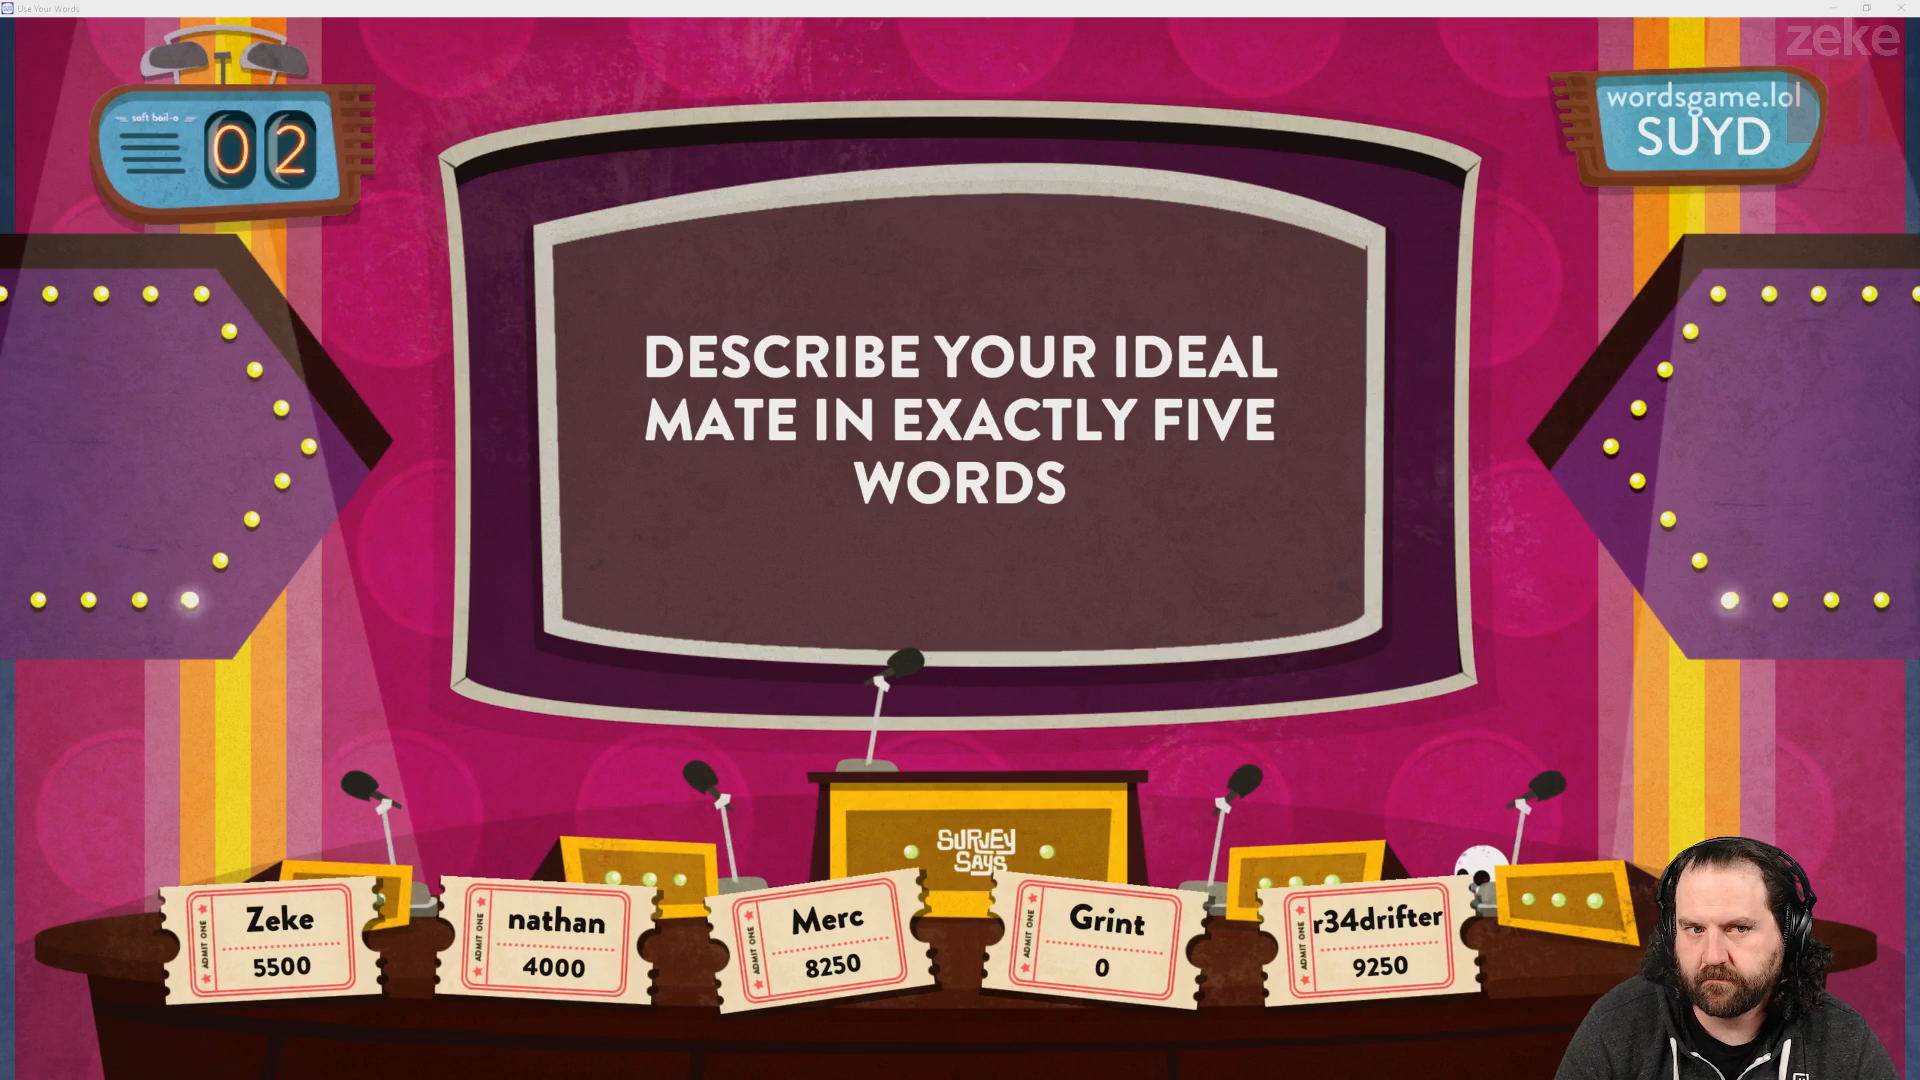 Use Your Words
zeke
soft boil-o
02
wordsgame.lol
SUYD
DESCRIBE YOUR IDEAL
MATE IN EXACTLY FIVE
WORDS
SURVEY
SAYS
ADMIT ONE
Zeke
5500
ADMIT ONE
nathan
4000
ADMIT ONE
Merc
8250
ADMIT ONE
Grint
0
ADMIT ONE
r34drifter
9250